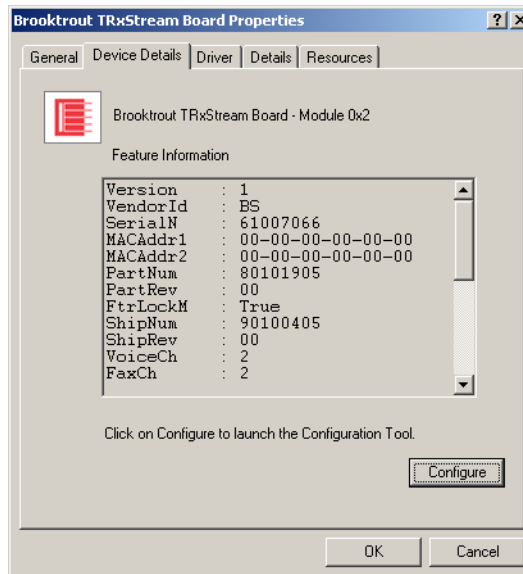 Brooktrout TRxStream Board Properties
General Device Details Driver Details Resources
Brooktrout TRxStream Board - Module 0x2
Feature Information
Version : 1
VendorId : BS
SerialN : 61007066
MACAddr1 : 00-00-00-00-00-00
MACAddr2 : 00-00-00-00-00-00
PartNum : 80101905
PartRev : 00
FtrLockM : True
ShipNum : 90100405
ShipRev : 00
VoiceCh : 2
FaxCh : 2
Click on Configure to launch the Configuration Tool.
Configure
OK Cancel